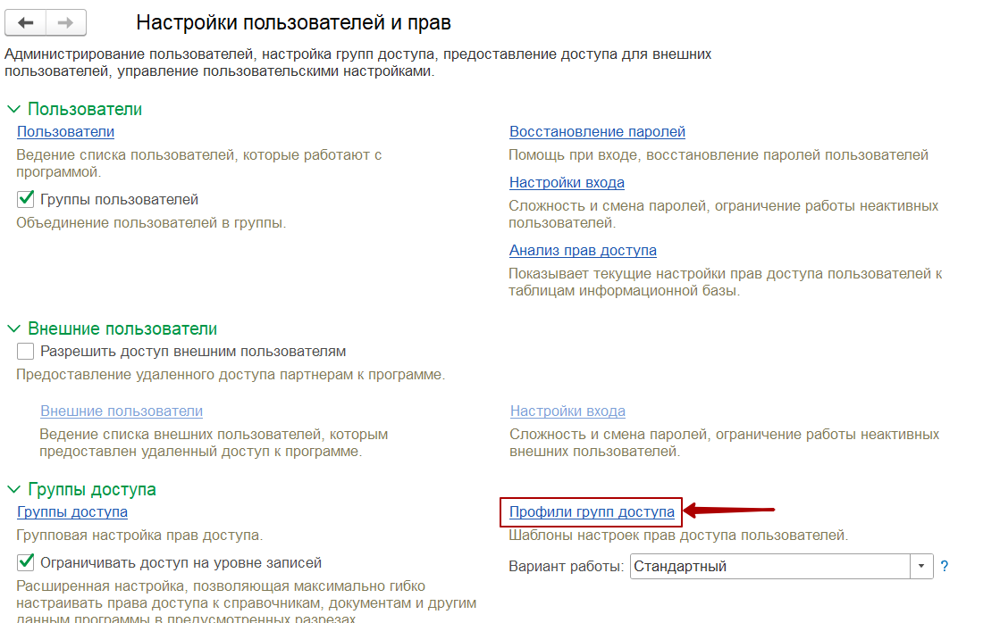 Настройки пользователей и прав
Администрирование пользователей, настройка групп доступа, предоставление доступа для внешних
пользователей, управление пользовательскими настройками.
Пользователи
Пользователи
Ведение списка пользователей, которые работают с
программой.
Группы пользователей
Объединение пользователей в группы.
Восстановление паролей
Помощь при входе, восстановление паролей пользователей
Настройки входа
Сложность и смена паролей, ограничение работы неактивных
пользователей.
Анализ прав доступа
Показывает текущие настройки прав доступа пользователей к
таблицам информационной базы.
Внешние пользователи
Разрешить доступ внешним пользователям
Предоставление удаленного доступа партнерам к программе.
Внешние пользователи
Ведение списка внешних пользователей, которым
предоставлен удаленный доступ к программе.
Настройки входа
Сложность и смена паролей, ограничение работы неактивных
внешних пользователей.
Группы доступа
Группы доступа
Групповая настройка прав доступа.
Ограничивать доступ на уровне записей
Расширенная настройка, позволяющая максимально гибко
настраивать права доступа к справочникам, документам и другим
данным программы в предусмотренных разрезах.
Профили групп доступа
Шаблоны настроек прав доступа пользователей.
Вариант работы: Стандартный ?